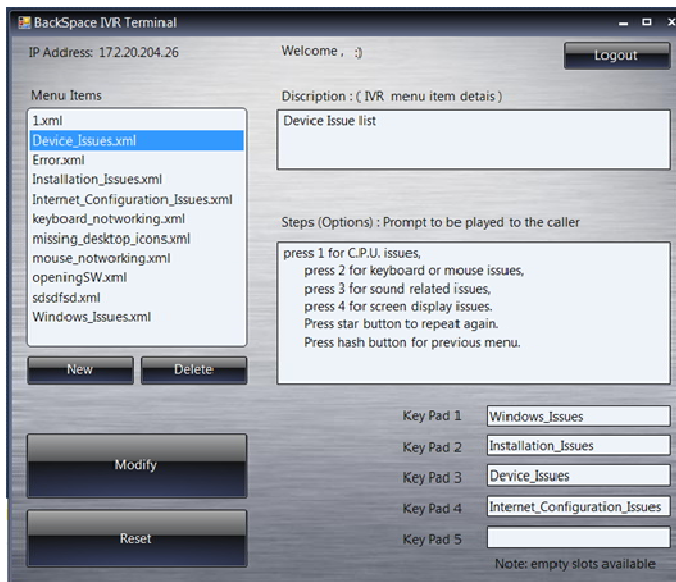 BackSpace IVR Terminal
IP Address: 172.20.204.26
Welcome , :)
Logout
Menu Items
1.xml
Device_Issues.xml
Error.xml
Installation_Issues.xml
Internet_Configuration_Issues.xml
keyboard_notworking.xml
missing_desktop_icons.xml
mouse_notworking.xml
openingSW.xml
sdsdfsd.xml
Windows_Issues.xml
New
Delete
Modify
Reset
Discription : ( IVR menu item detais )
Device Issue list
Steps (Options) : Prompt to be played to the caller
press 1 for C.P.U. issues,
press 2 for keyboard or mouse issues,
press 3 for sound related issues,
press 4 for screen display issues.
Press star button to repeat again.
Press hash button for previous menu.
Key Pad 1 Windows_Issues
Key Pad 2 Installation_Issues
Key Pad 3 Device_Issues
Key Pad 4 Internet_Configuration_Issues
Key Pad 5
Note: empty slots available